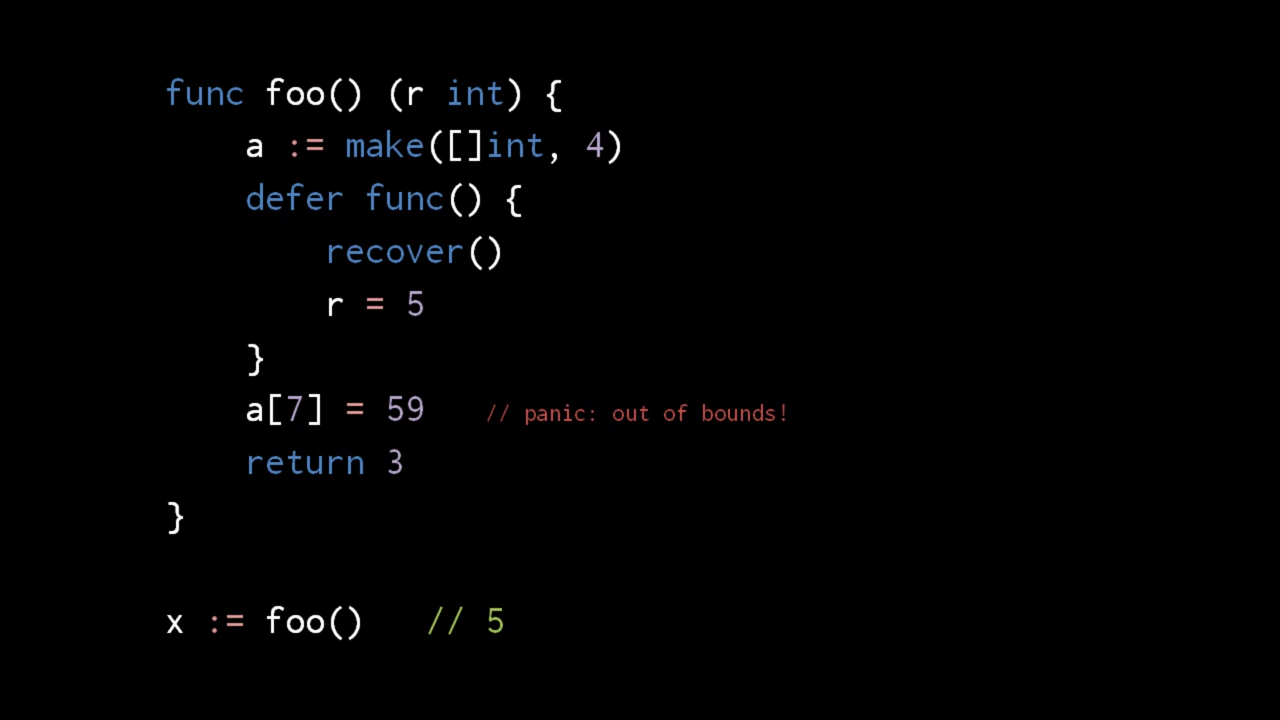 func foo() (r int) {
    a := make([]int, 4)
    defer func() {
        recover()
        r = 5
    }
    a[7] = 59   // panic: out of bounds!
    return 3
}

x := foo()   // 5